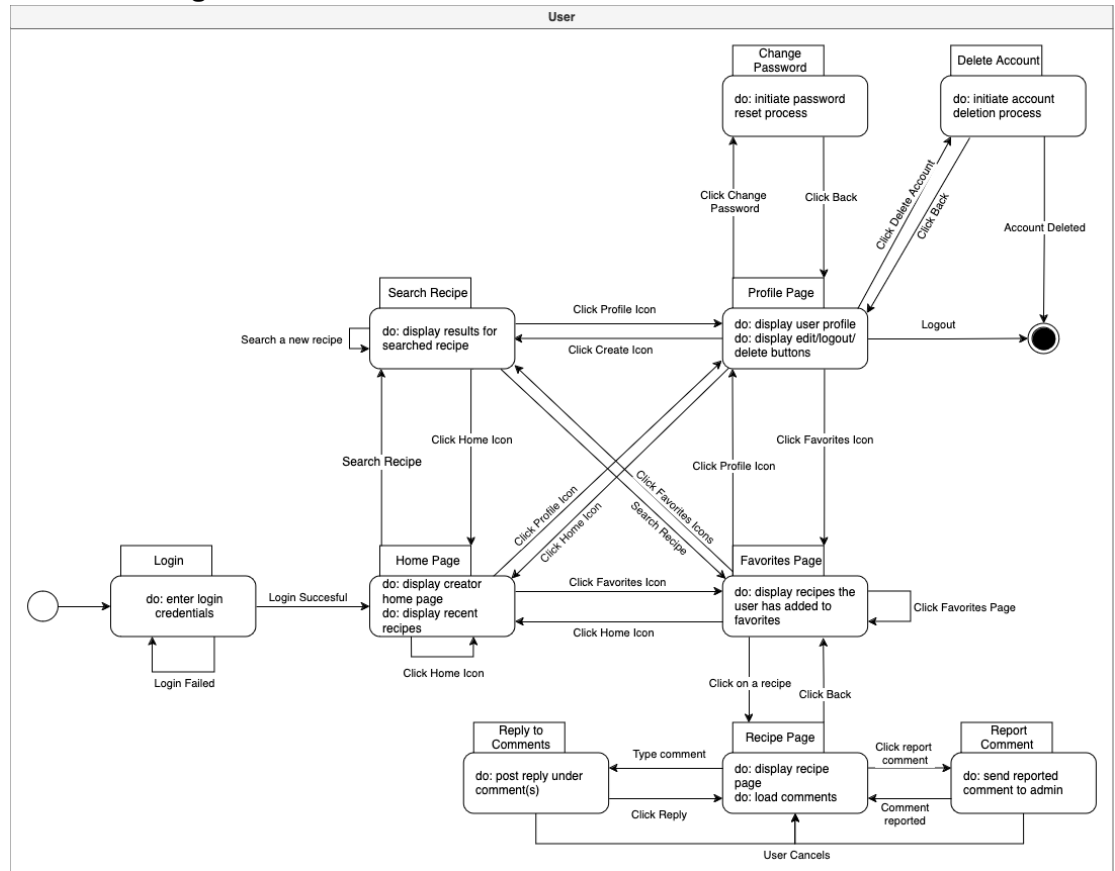 User
Change
Password
do: initiate password
reset process
Delete Account
do: initiate account
deletion process
Click Change
Password
Click Back
Click Delete Account
Click Back
Account Deleted
Search Recipe
do: display results for
searched recipe
Search a new recipe
Click Profile Icon
Click Create Icon
Profile Page
do: display user profile
do: display edit/logout/
delete buttons
Logout
Search Recipe
Click Home Icon
Click Profile Icon
Click Home Icon
Click Favorites Icons
Search Recipe
Click Profile Icon
Click Favorites Icon
Login
do: enter login
credentials
Login Succesful
Login Failed
Home Page
do: display creator
home page
do: display recent
recipes
Click Home Icon
Click Favorites Icon
Click Home Icon
Favorites Page
do: display recipes the
user has added to
favorites
Click Favorites Page
Click on a recipe
Click Back
Reply to
Comments
do: post reply under
comment(s)
Type comment
Click Reply
Recipe Page
do: display recipe
page
do: load comments
Click report
comment
Comment
reported
Report
Comment
do: send reported
comment to admin
User Cancels